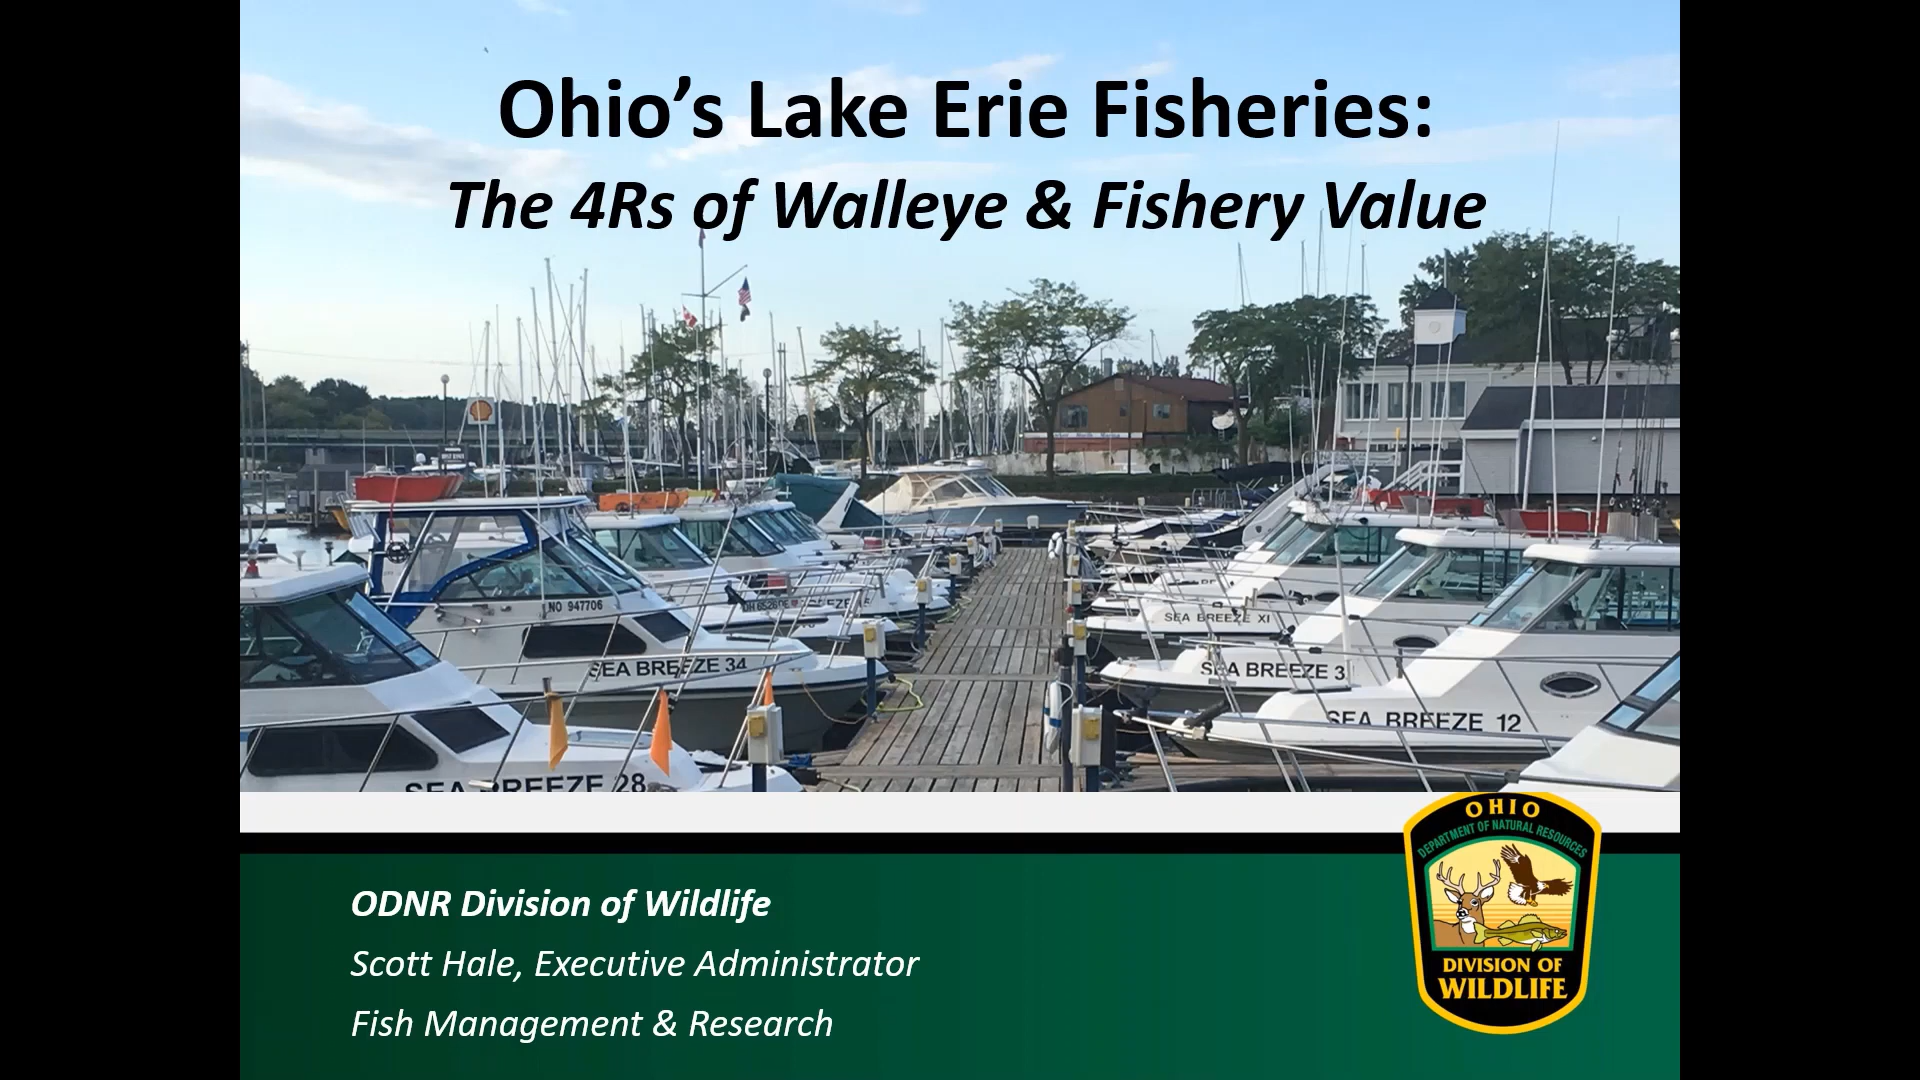 Ohio’s Lake Erie Fisheries:
The 4Rs of Walleye & Fishery Value
NO 947706
SEA BREEZE 34
SEA BREEZE XI
SEA BREEZE 3
SEA BREEZE 12
SEA BREEZE 28
OHIO
DEPARTMENT OF NATURAL RESOURCES
DIVISION OF
WILDLIFE
ODNR Division of Wildlife
Scott Hale, Executive Administrator
Fish Management & Research